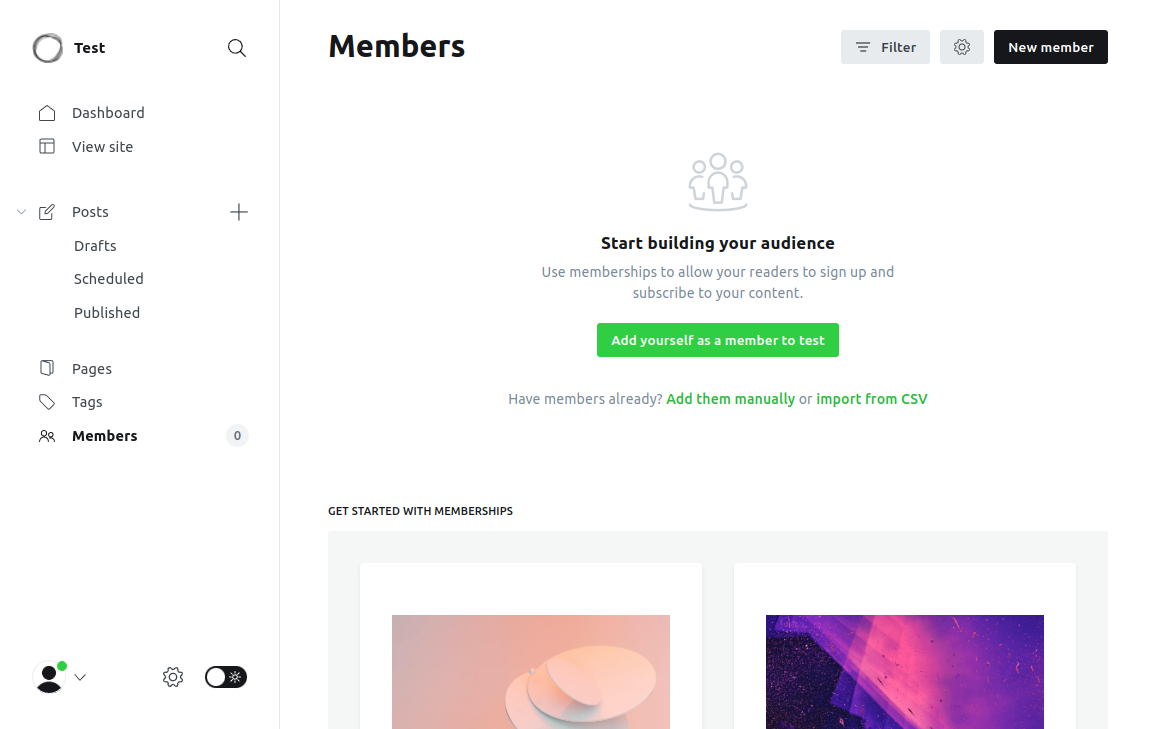 Test
Dashboard
View site
Posts
Drafts
Scheduled
Published
Pages
Tags
Members
0
Members
Filter
New member
Start building your audience
Use memberships to allow your readers to sign up and
subscribe to your content.
Add yourself as a member to test
Have members already? Add them manually or import from CSV
GET STARTED WITH MEMBERSHIPS